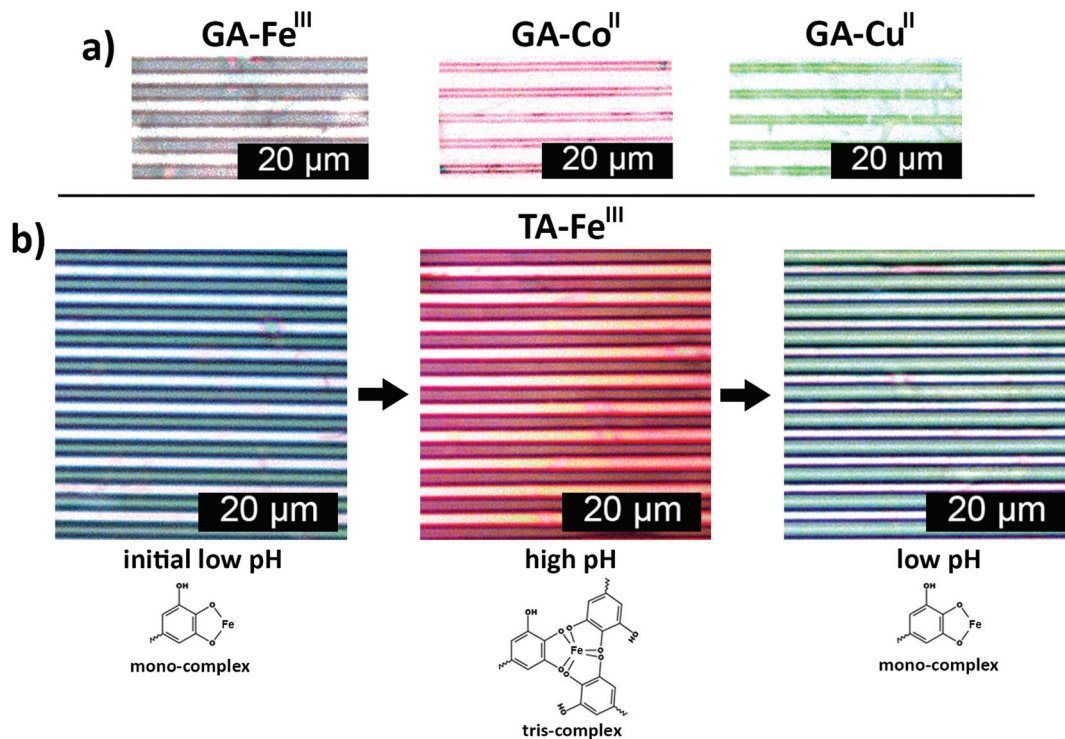 a)
GA-Fe^III
GA-Co^II
GA-Cu^II
20 µm
20 µm
20 µm
b)
TA-Fe^III
20 µm
20 µm
20 µm
initial low pH
high pH
low pH
OH
O
Fe
O
mono-complex
OH
HO
O
O
Fe
O
O
O
O
HO
tris-complex
OH
O
Fe
O
mono-complex